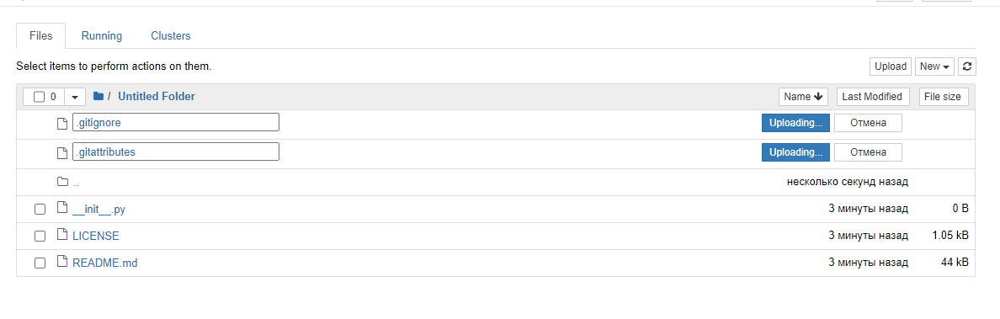 Files Running Clusters
Select items to perform actions on them. Upload New
0 / Untitled Folder Name Last Modified File size
.gitignore Uploading... Отмена
.gitattributes Uploading... Отмена
.. несколько секунд назад
__init__.py 3 минуты назад 0 B
LICENSE 3 минуты назад 1.05 kB
README.md 3 минуты назад 44 kB